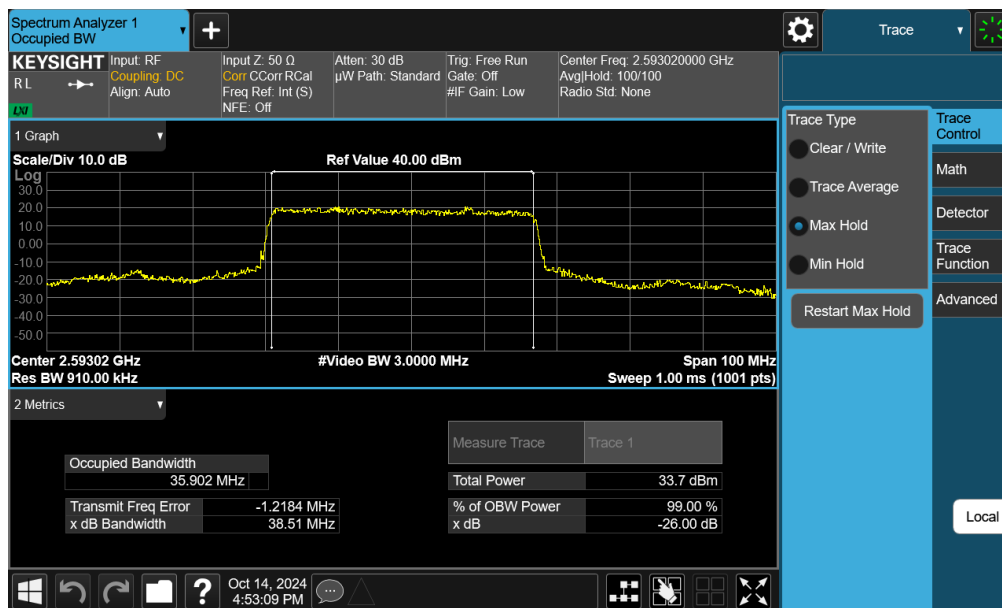 Spectrum Analyzer 1
Occupied BW
Trace
KEYSIGHT
RL
LXI
Input: RF
Coupling: DC
Align: Auto
Input Z: 50 Ω
Corr CCorr RCal
Freq Ref: Int (S)
NFE: Off
Atten: 30 dB
µW Path: Standard
Trig: Free Run
Gate: Off
#IF Gain: Low
Center Freq: 2.593020000 GHz
Avg|Hold: 100/100
Radio Std: None
1 Graph
Scale/Div 10.0 dB
Ref Value 40.00 dBm
Log
30.0
20.0
10.0
0.00
-10.0
-20.0
-30.0
-40.0
-50.0
Center 2.59302 GHz
#Video BW 3.0000 MHz
Span 100 MHz
Res BW 910.00 kHz
Sweep 1.00 ms (1001 pts)
2 Metrics
Measure Trace
Trace 1
Occupied Bandwidth
35.902 MHz
Total Power
33.7 dBm
Transmit Freq Error
-1.2184 MHz
% of OBW Power
99.00 %
x dB Bandwidth
38.51 MHz
x dB
-26.00 dB
Trace Type
Clear / Write
Trace Average
Max Hold
Min Hold
Restart Max Hold
Trace
Control
Math
Detector
Trace
Function
Advanced
Local
?
Oct 14, 2024
4:53:09 PM